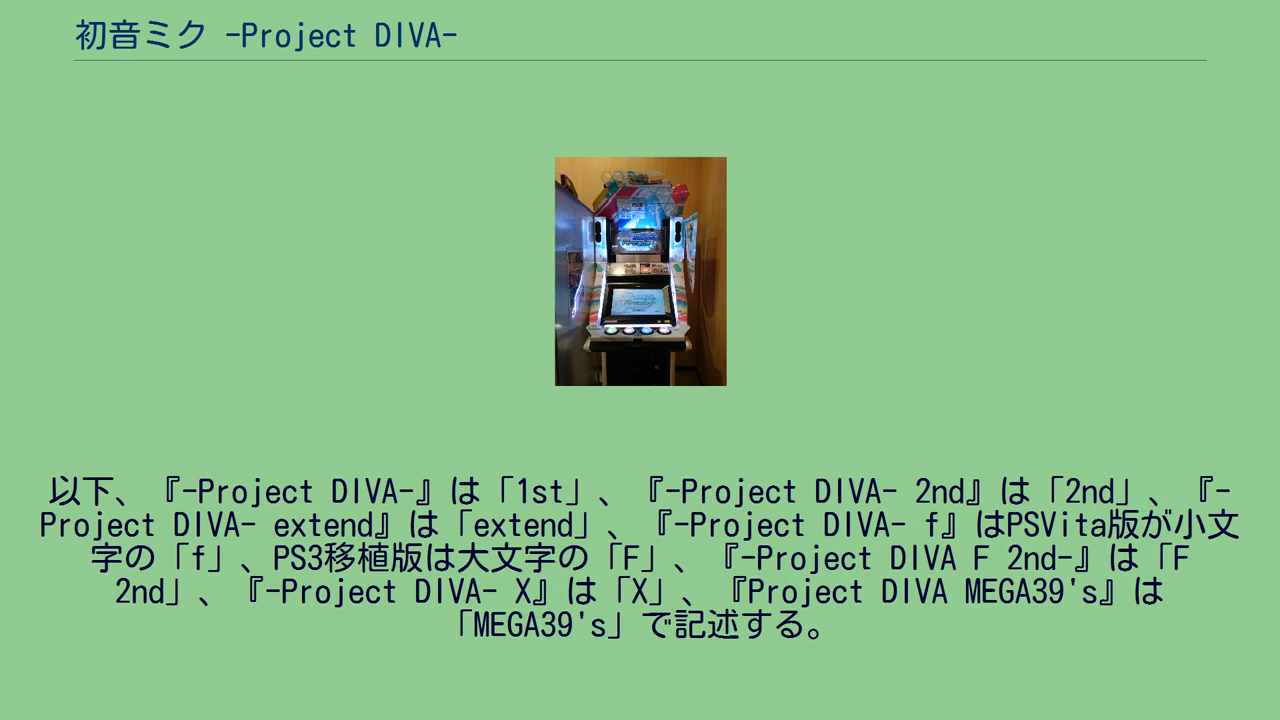 初音ミク -Project DIVA-
以下、『-Project DIVA-』は「1st」、『-Project DIVA- 2nd』は「2nd」、『-
Project DIVA- extend』は「extend」、『-Project DIVA- f』はPSVita版が小文
字の「f」、PS3移植版は大文字の「F」、『-Project DIVA F 2nd-』は「F
2nd」、『-Project DIVA- X』は「X」、『Project DIVA MEGA39's』は
「MEGA39's」で記述する。